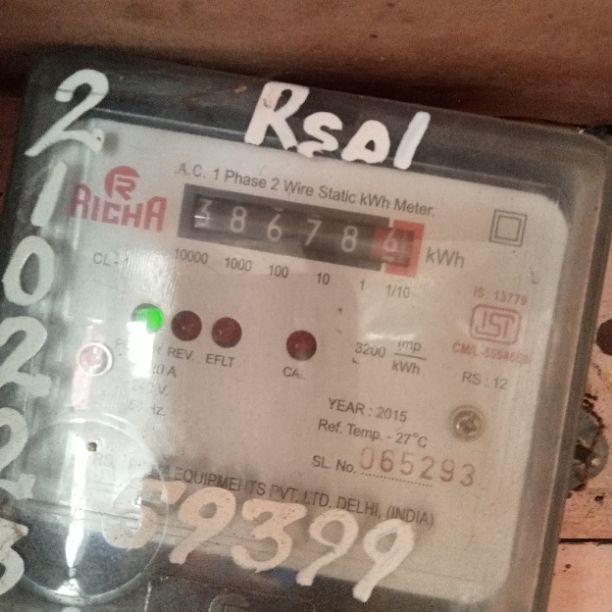 Rsol
2
1
0
2
2
3
RICHA
A.C. 1 Phase 2 Wire Static kWh Meter.
386786 kWh
10000 1000 100 10 1 1/10
IS: 13779
REV. EFLT CAL.
3200 imp/kWh
RS : 12
YEAR : 2015
Ref. Temp. - 27°C
SL. No. 065293
EQUIPMENTS PVT. LTD. DELHI, (INDIA)
59399